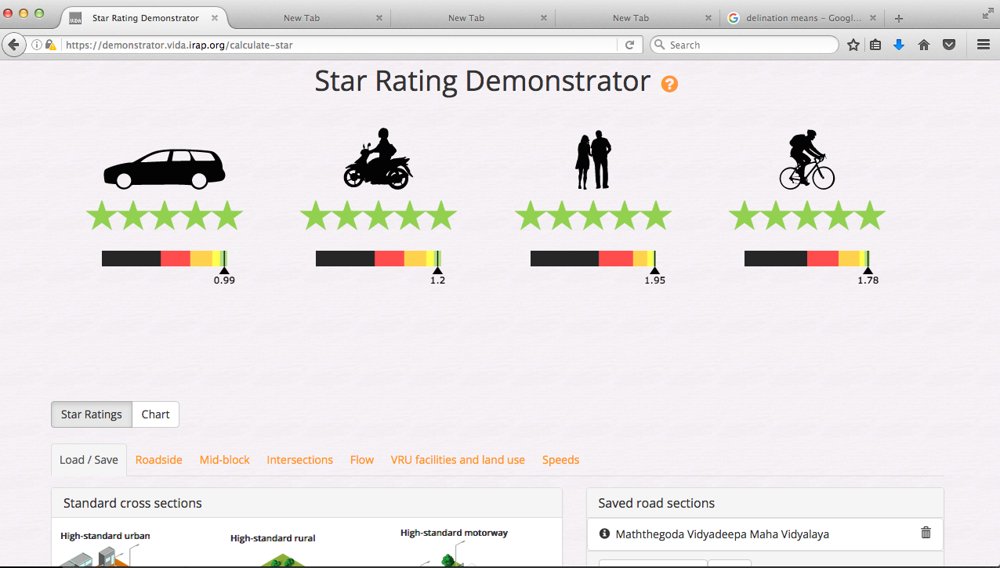 Star Rating Demonstrator
New Tab
New Tab
New Tab
delination means – Googl...
https://demonstrator.vida.irap.org/calculate-star
Search
Star Rating Demonstrator ?
0.99
1.2
1.95
1.78
Star Ratings
Chart
Load / Save
Roadside
Mid-block
Intersections
Flow
VRU facilities and land use
Speeds
Standard cross sections
Saved road sections
High-standard urban
High-standard rural
High-standard motorway
Maththegoda Vidyadeepa Maha Vidyalaya